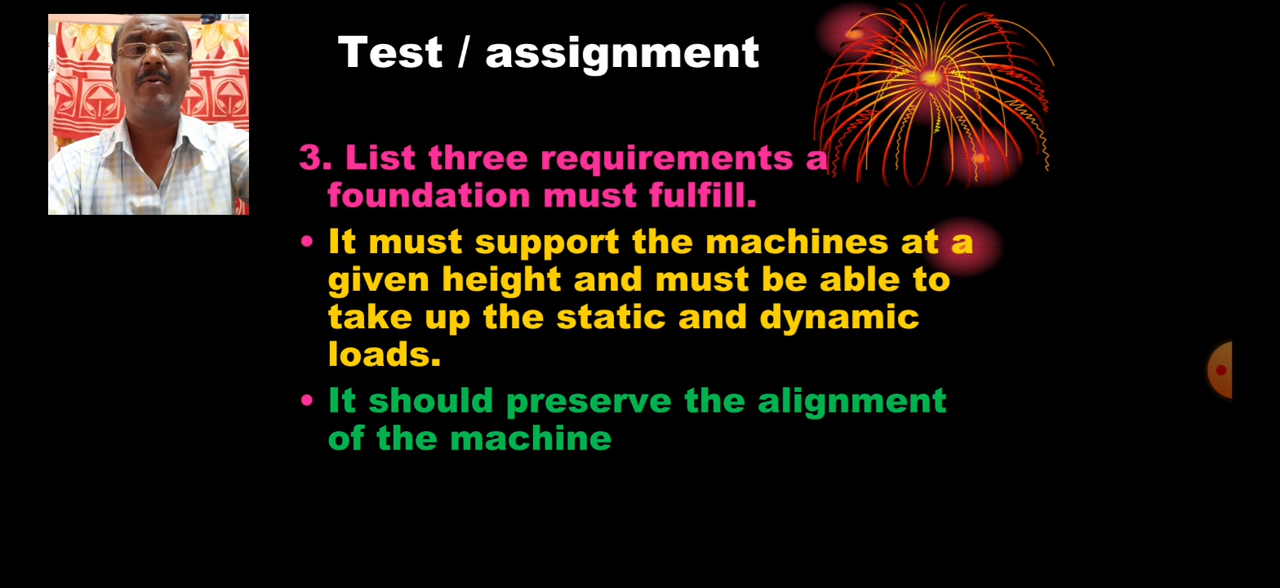 Test / assignment
3. List three requirements a
foundation must fulfill.
• It must support the machines at a
given height and must be able to
take up the static and dynamic
loads.
• It should preserve the alignment
of the machine